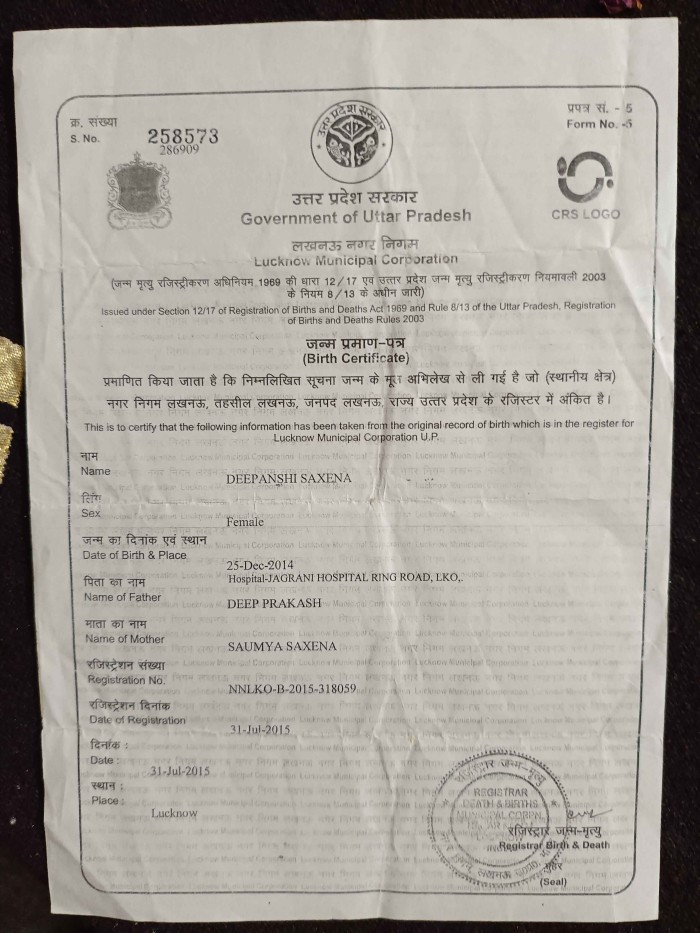 क्र. संख्या
S. No.
258573
286909
उत्तर प्रदेश सरकार
प्रपत्र सं. - 5
Form No. -5
CRS LOGO
उत्तर प्रदेश सरकार
Government of Uttar Pradesh
लखनऊ नगर निगम
Lucknow Municipal Corporation
(जन्म मृत्यु रजिस्ट्रीकरण अधिनियम 1969 की धारा 12/17 एवं उत्तर प्रदेश जन्म मृत्यु रजिस्ट्रीकरण नियमावली 2003
के नियम 8/13 के अधीन जारी)
Issued under Section 12/17 of Registration of Births and Deaths Act 1969 and Rule 8/13 of the Uttar Pradesh, Registration
of Births and Deaths Rules 2003
जन्म प्रमाण-पत्र
(Birth Certificate)
प्रमाणित किया जाता है कि निम्नलिखित सूचना जन्म के मूल अभिलेख से ली गई है जो (स्थानीय क्षेत्र)
नगर निगम लखनऊ, तहसील लखनऊ, जनपद लखनऊ, राज्य उत्तर प्रदेश के रजिस्टर में अंकित है।
This is to certify that the following information has been taken from the original record of birth which is in the register for
Lucknow Municipal Corporation U.P.
नाम
Name
DEEPANSHI SAXENA
लिंग
Sex
Female
जन्म का दिनांक एवं स्थान
Date of Birth & Place
25-Dec-2014
Hospital-JAGRANI HOSPITAL RING ROAD, LKO,.
पिता का नाम
Name of Father
DEEP PRAKASH
माता का नाम
Name of Mother
SAUMYA SAXENA
रजिस्ट्रेशन संख्या
Registration No.
NNLKO-B-2015-318059
रजिस्ट्रेशन दिनांक
Date of Registration
31-Jul-2015
दिनांक :
Date :
31-Jul-2015
स्थान :
Place :
Lucknow
रजिस्ट्रार जन्म-मृत्यु
REGISTRAR
DEATH & BIRTHS
MUNICIPAL CORPN.
रजिस्ट्रार जन्म-मृत्यु
Registrar Birth & Death
मुहर
(Seal)